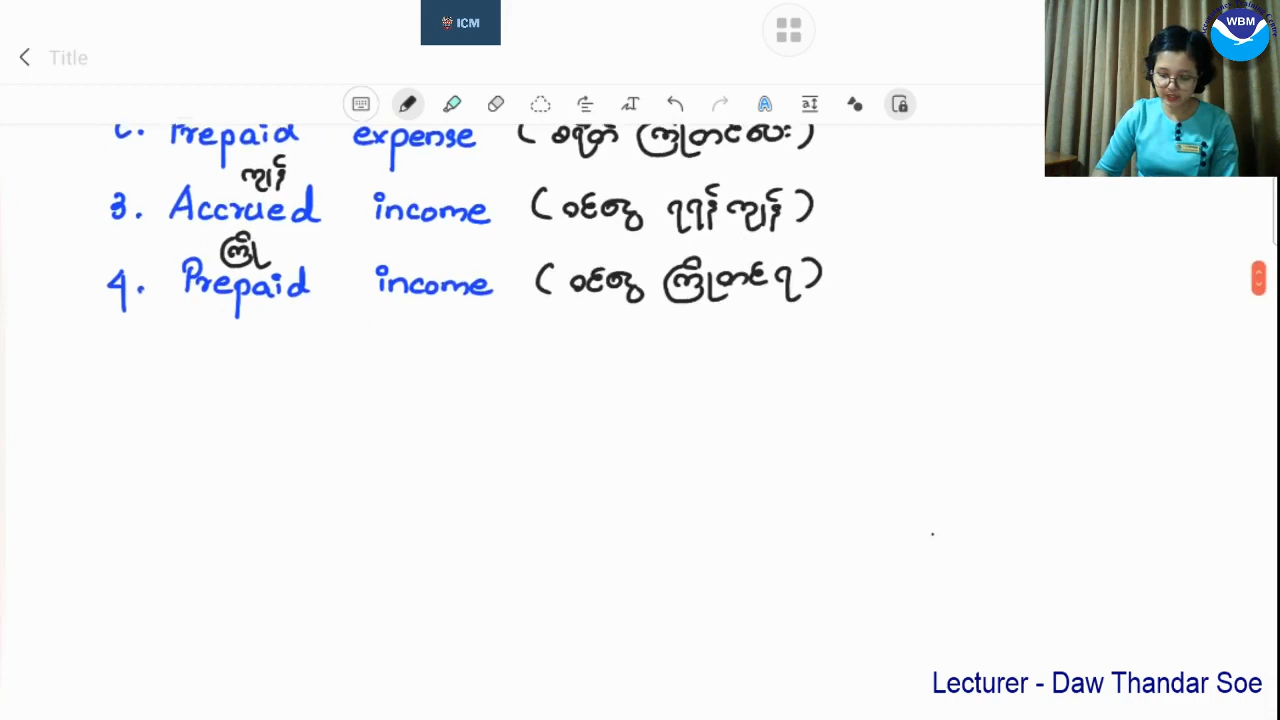 ICM
WBM
Title
2. Prepaid expense (စရိတ် ကြိုတင်ပေး)
ကျန်
3. Accrued income (ဝင်ငွေ ရရန်ကျန်)
ကြို
4. Prepaid income (ဝင်ငွေ ကြိုတင်ရ)
Lecturer - Daw Thandar Soe